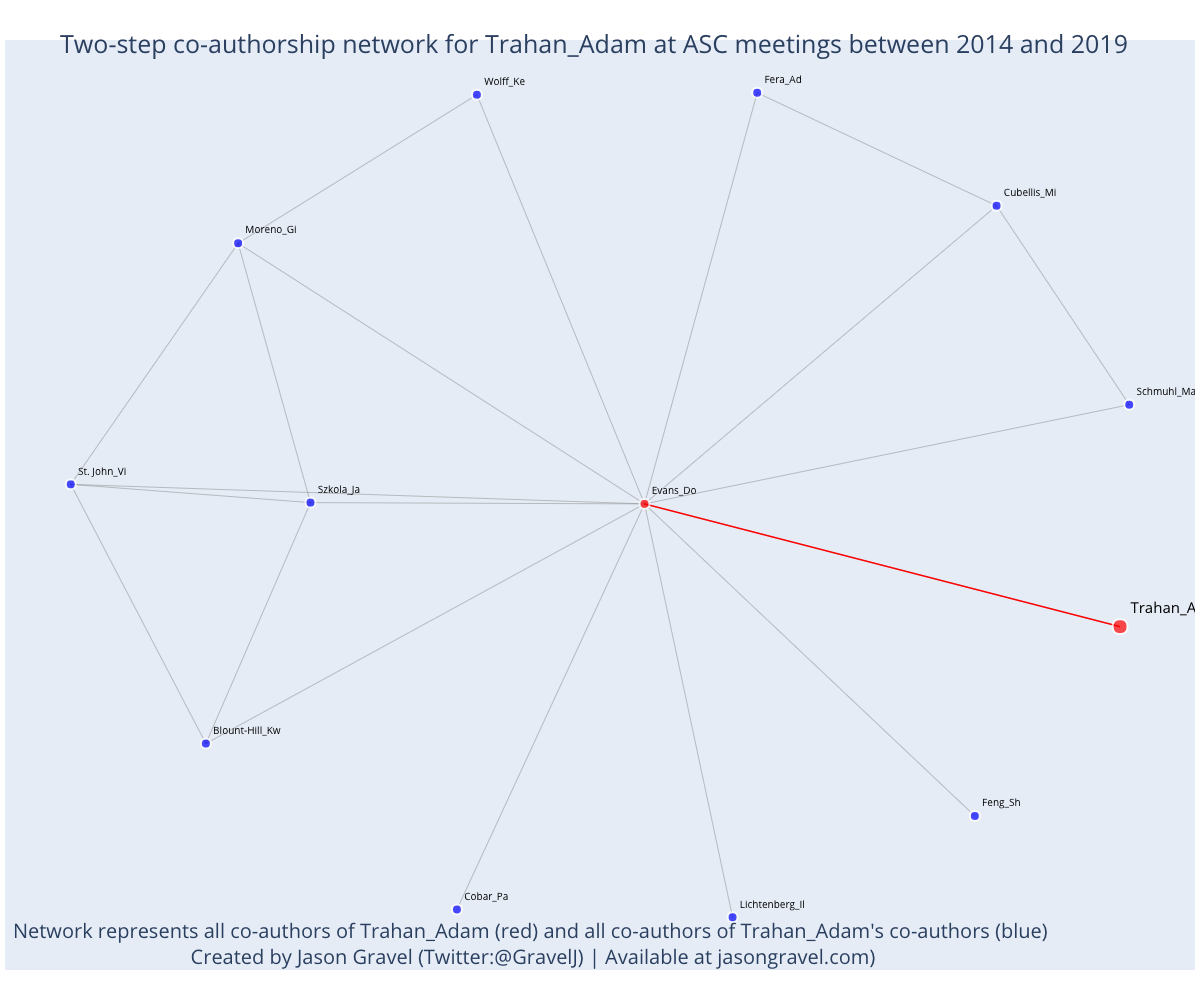 Two-step co-authorship network for Trahan_Adam at ASC meetings between 2014 and 2019
Fera_Ad
Wolff_Ke
Cubellis_Mi
Moreno_Gi
Schmuhl_Ma
St. John_Vi
Szkola_Ja
Evans_Do
Trahan_A
Blount-Hill_Kw
Feng_Sh
Cobar_Pa
Lichtenberg_Il
Network represents all co-authors of Trahan_Adam (red) and all co-authors of Trahan_Adam's co-authors (blue)
Created by Jason Gravel (Twitter:@GravelJ) | Available at jasongravel.com)